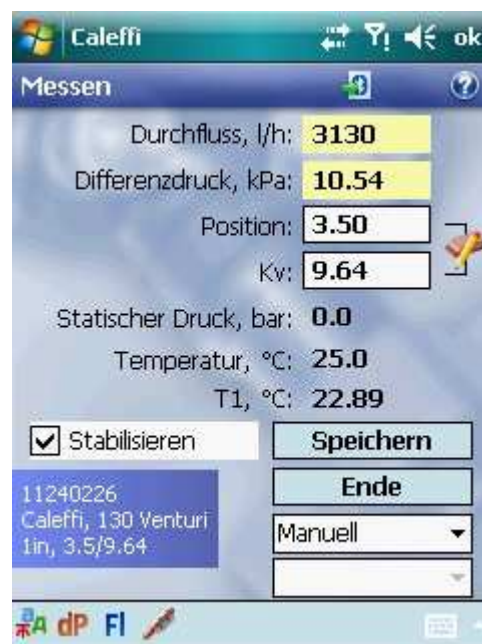 Caleffi ok
Messen
Durchfluss, l/h: 3130
Differenzdruck, kPa: 10.54
Position: 3.50
Kv: 9.64
Statischer Druck, bar: 0.0
Temperatur, °C: 25.0
T1, °C: 22.89
Stabilisieren Speichern
Ende
11240226
Caleffi, 130 Venturi
1in, 3.5/9.64
Manuell
dP Fl